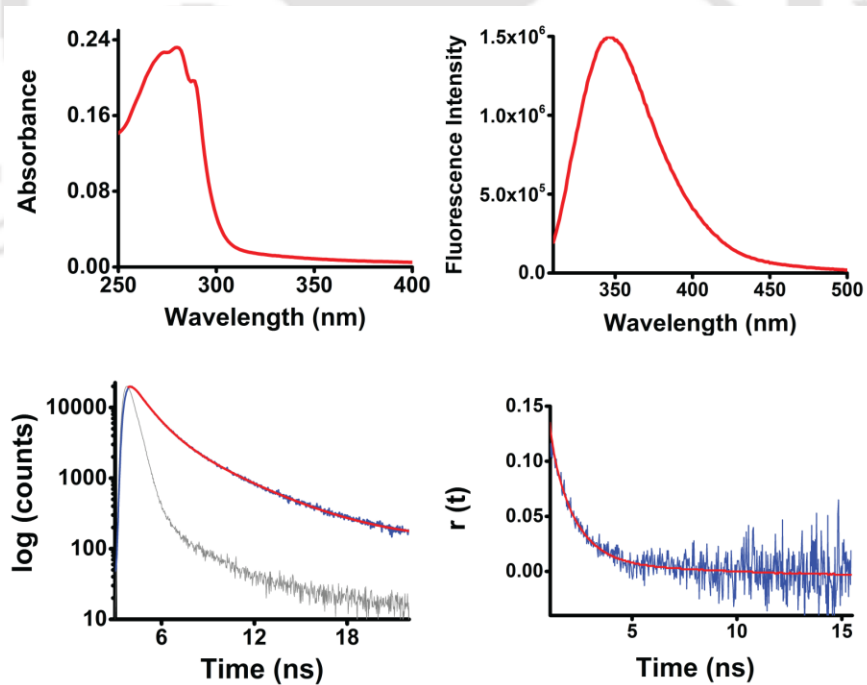 0.24
0.16
0.08
0.00
Absorbance
250 300 350 400
Wavelength (nm)
1.5x10⁶
1.0x10⁶
5.0x10⁵
0.0
Fluorescence Intensity
350 400 450 500
Wavelength (nm)
10000
1000
100
10
log (counts)
6 12 18
Time (ns)
0.15
0.10
0.05
0.00
r (t)
5 10 15
Time (ns)